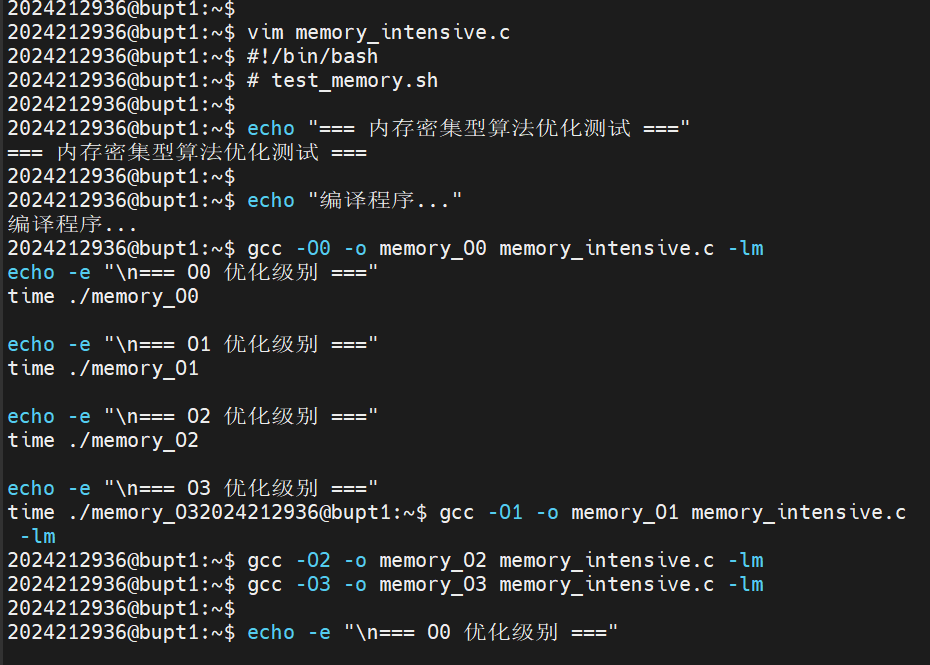 2024212936@bupt1:~$
2024212936@bupt1:~$ vim memory_intensive.c
2024212936@bupt1:~$ #!/bin/bash
2024212936@bupt1:~$ # test_memory.sh
2024212936@bupt1:~$
2024212936@bupt1:~$ echo "=== 内存密集型算法优化测试 ==="
=== 内存密集型算法优化测试 ===
2024212936@bupt1:~$
2024212936@bupt1:~$ echo "编译程序..."
编译程序...
2024212936@bupt1:~$ gcc -O0 -o memory_O0 memory_intensive.c -lm
echo -e "\n=== O0 优化级别 ==="
time ./memory_O0

echo -e "\n=== O1 优化级别 ==="
time ./memory_O1

echo -e "\n=== O2 优化级别 ==="
time ./memory_O2

echo -e "\n=== O3 优化级别 ==="
time ./memory_O32024212936@bupt1:~$ gcc -O1 -o memory_O1 memory_intensive.c
 -lm
2024212936@bupt1:~$ gcc -O2 -o memory_O2 memory_intensive.c -lm
2024212936@bupt1:~$ gcc -O3 -o memory_O3 memory_intensive.c -lm
2024212936@bupt1:~$
2024212936@bupt1:~$ echo -e "\n=== O0 优化级别 ==="